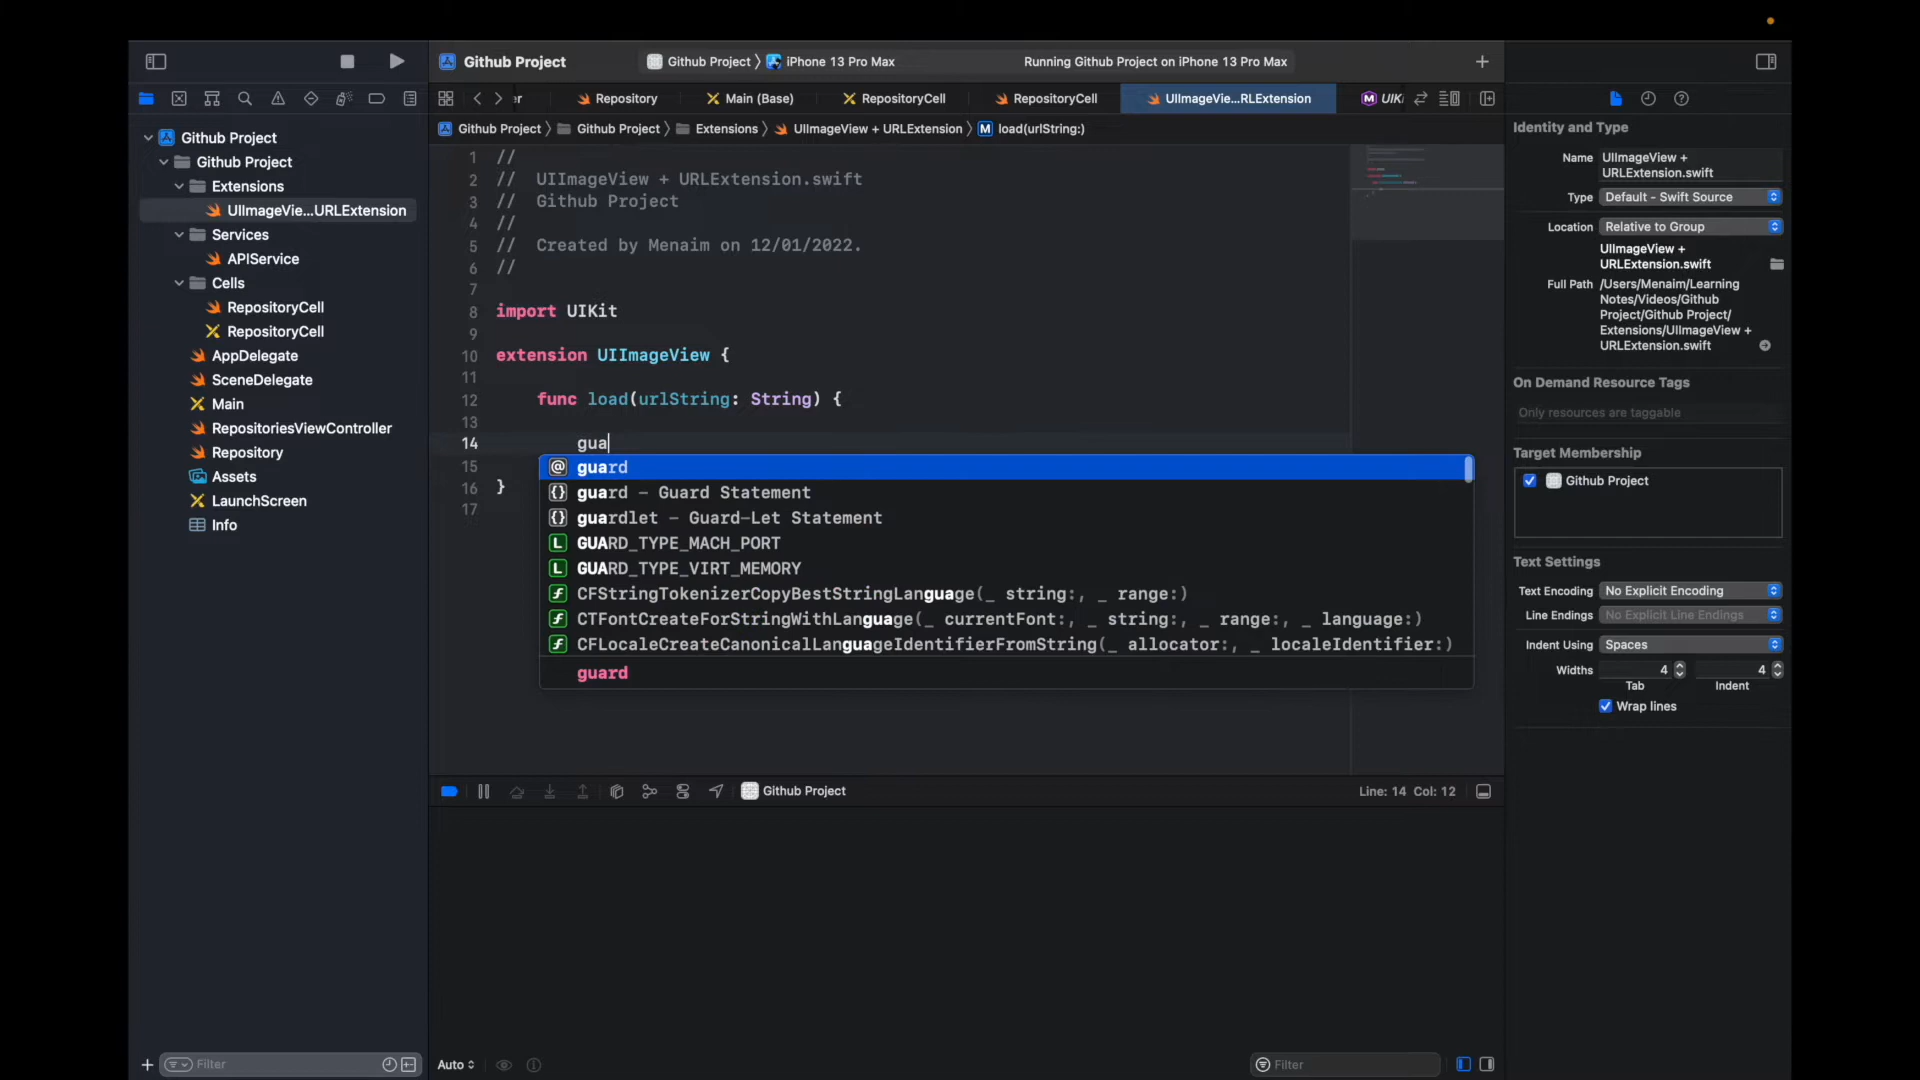 Github Project
Github Project
iPhone 13 Pro Max
Running Github Project on iPhone 13 Pro Max
er
Repository
Main (Base)
RepositoryCell
RepositoryCell
UIImageVie...RLExtension
UIKi
Github Project
Github Project
Extensions
UIImageView + URLExtension
M load(urlString:)
Github Project
Github Project
Extensions
UIImageVie...URLExtension
Services
APIService
Cells
RepositoryCell
RepositoryCell
AppDelegate
SceneDelegate
Main
RepositoriesViewController
Repository
Assets
LaunchScreen
Info
Filter
1 //
2 // UIImageView + URLExtension.swift
3 // Github Project
4 //
5 // Created by Menaim on 12/01/2022.
6 //
7
8 import UIKit
9
10 extension UIImageView {
11
12 func load(urlString: String) {
13
14 gua
15
16 }
17
guard
guard – Guard Statement
guardlet – Guard-Let Statement
L GUARD_TYPE_MACH_PORT
L GUARD_TYPE_VIRT_MEMORY
f CFStringTokenizerCopyBestStringLanguage(_ string:, _ range:)
f CTFontCreateForStringWithLanguage(_ currentFont:, _ string:, _ range:, _ language:)
f CFLocaleCreateCanonicalLanguageIdentifierFromString(_ allocator:, _ localeIdentifier:)
guard
Github Project
Line: 14 Col: 12
Auto
Filter
Identity and Type
Name UIImageView +
URLExtension.swift
Type Default - Swift Source
Location Relative to Group
UIImageView +
URLExtension.swift
Full Path /Users/Menaim/Learning
Notes/Videos/Github
Project/Github Project/
Extensions/UIImageView +
URLExtension.swift
On Demand Resource Tags
Only resources are taggable
Target Membership
Github Project
Text Settings
Text Encoding No Explicit Encoding
Line Endings No Explicit Line Endings
Indent Using Spaces
Widths 4 4
Tab Indent
Wrap lines